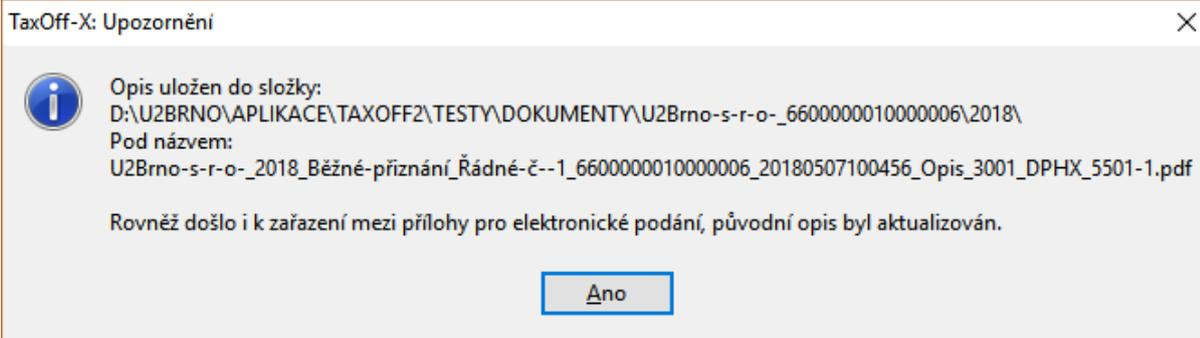 TaxOff-X: Upozornění
Opis uložen do složky:
D:\U2BRNO\APLIKACE\TAXOFF2\TESTY\DOKUMENTY\U2Brno-s-r-o-_6600000010000006\2018\
Pod názvem:
U2Brno-s-r-o-_2018_Běžné-přiznání_Řádné-č--1_6600000010000006_20180507100456_Opis_3001_DPHX_5501-1.pdf
Rovněž došlo i k zařazení mezi přílohy pro elektronické podání, původní opis byl aktualizován.
Ano